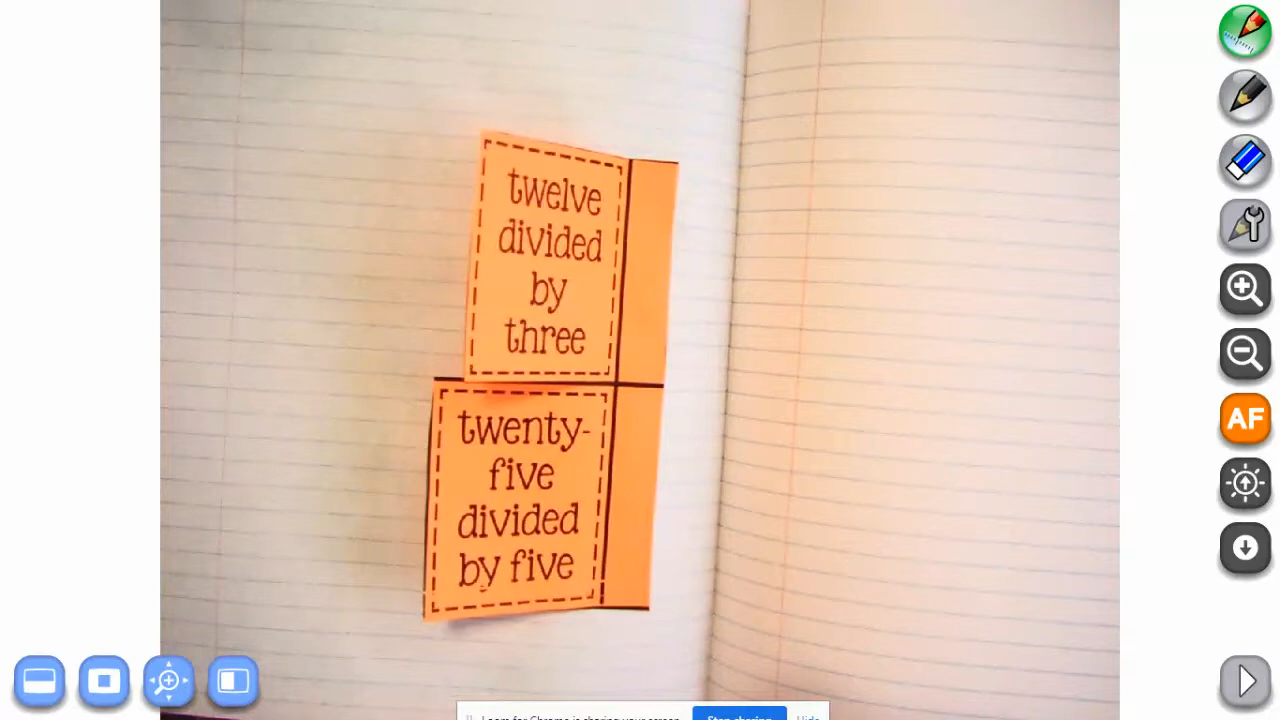 twelve
divided
by
three
twenty-
five
divided
by five
AF